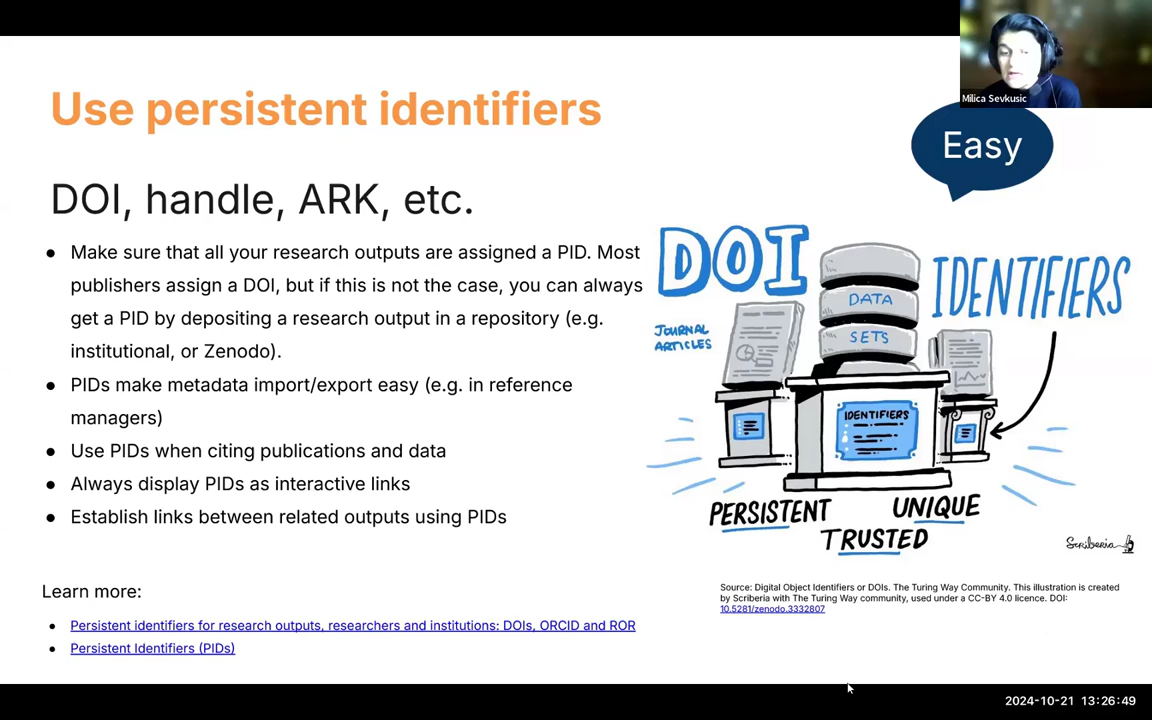 Milica Sevkusic
Use persistent identifiers
Easy
DOI, handle, ARK, etc.
● Make sure that all your research outputs are assigned a PID. Most
publishers assign a DOI, but if this is not the case, you can always
get a PID by depositing a research output in a repository (e.g.
institutional, or Zenodo).
● PIDs make metadata import/export easy (e.g. in reference
managers)
● Use PIDs when citing publications and data
● Always display PIDs as interactive links
● Establish links between related outputs using PIDs
DOI
IDENTIFIERS
DATA
SETS
JOURNAL
ARTICLES
IDENTIFIERS
PERSISTENT
UNIQUE
TRUSTED
Scriberia
Source: Digital Object Identifiers or DOIs. The Turing Way Community. This illustration is created
by Scriberia with The Turing Way community, used under a CC-BY 4.0 licence. DOI:
10.5281/zenodo.3332807
Learn more:
● Persistent identifiers for research outputs, researchers and institutions: DOIs, ORCID and ROR
● Persistent Identifiers (PIDs)
2024-10-21 13:26:49